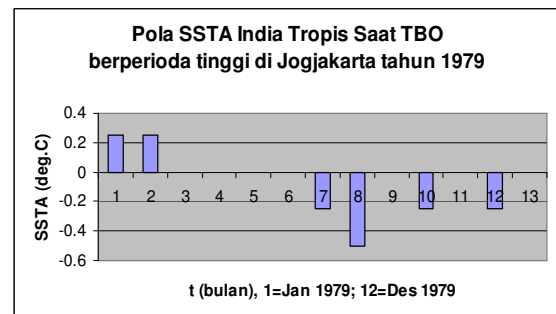 Pola SSTA India Tropis Saat TBO
berperioda tinggi di Jogjakarta tahun 1979
SSTA (deg.C)
0.4
0.2
0
-0.2
-0.4
-0.6
1 2 3 4 5 6 7 8 9 10 11 12 13
t (bulan), 1=Jan 1979; 12=Des 1979